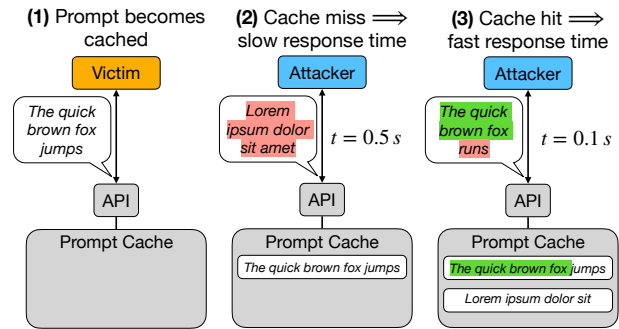 (1) Prompt becomes
cached
Victim
The quick
brown fox
jumps
API
Prompt Cache
(2) Cache miss ⟹
slow response time
Attacker
Lorem
ipsum dolor
sit amet
t = 0.5 s
API
Prompt Cache
The quick brown fox jumps
(3) Cache hit ⟹
fast response time
Attacker
The quick
brown fox
runs
t = 0.1 s
API
Prompt Cache
The quick brown fox jumps
Lorem ipsum dolor sit